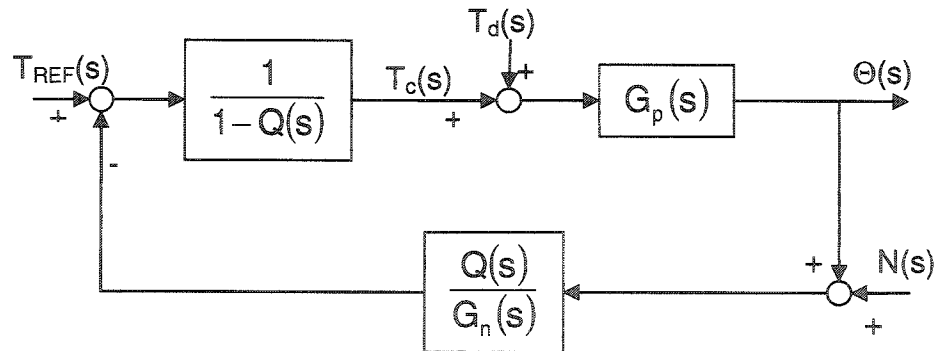 T_d(s)
T_REF(s)
1
1-Q(s)
T_c(s)
G_p(s)
Θ(s)
+
+
+
-
Q(s)
G_n(s)
+
N(s)
+